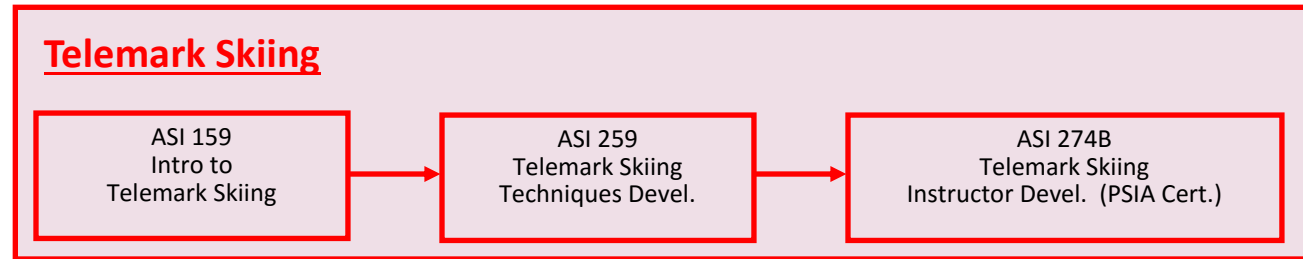 Telemark Skiing
ASI 159
Intro to
Telemark Skiing
ASI 259
Telemark Skiing
Techniques Devel.
ASI 274B
Telemark Skiing
Instructor Devel.  (PSIA Cert.)